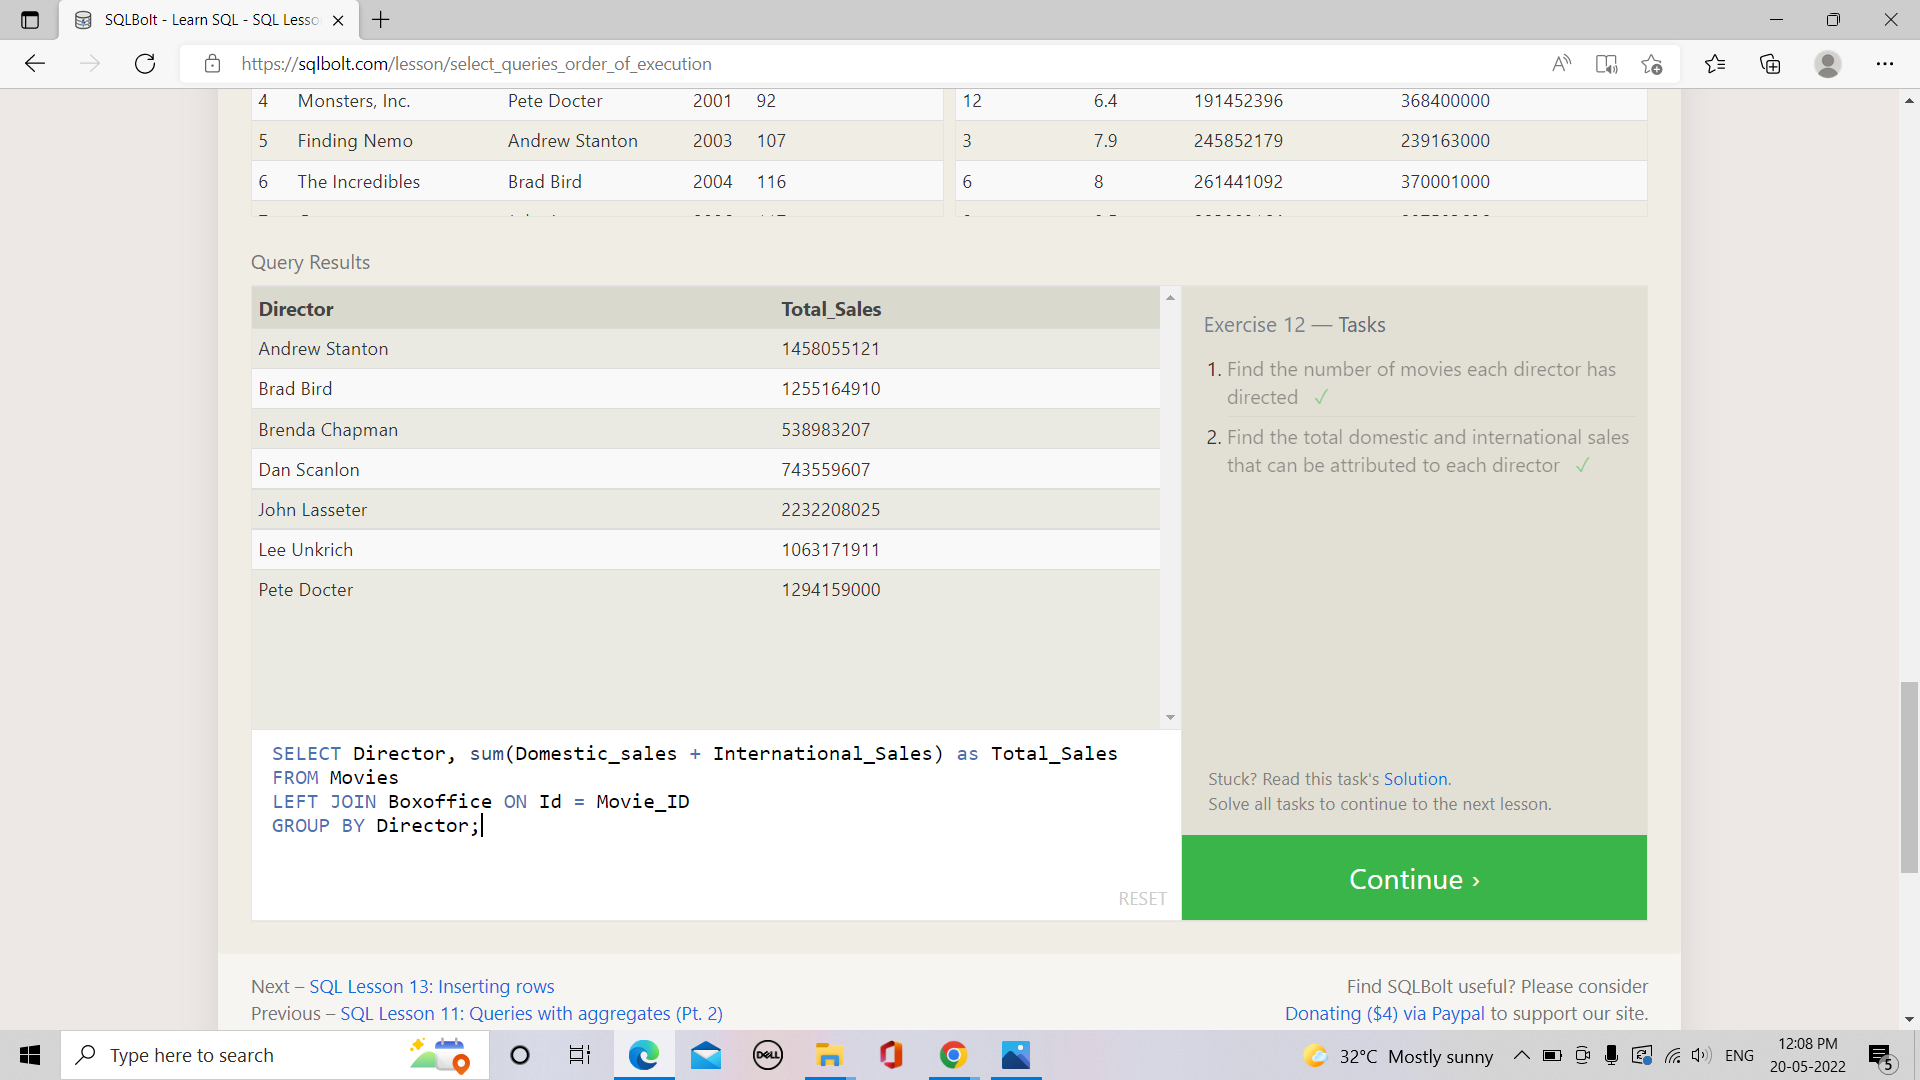 SQLBolt - Learn SQL - SQL Lesso
https://sqlbolt.com/lesson/select_queries_order_of_execution
4 Monsters, Inc. Pete Docter 2001 92 12 6.4 191452396 368400000
5 Finding Nemo Andrew Stanton 2003 107 3 7.9 245852179 239163000
6 The Incredibles Brad Bird 2004 116 6 8 261441092 370001000
Query Results
Director Total_Sales
Andrew Stanton 1458055121
Brad Bird 1255164910
Brenda Chapman 538983207
Dan Scanlon 743559607
John Lasseter 2232208025
Lee Unkrich 1063171911
Pete Docter 1294159000
Exercise 12 — Tasks
1. Find the number of movies each director has
directed ✓
2. Find the total domestic and international sales
that can be attributed to each director ✓
Stuck? Read this task's Solution.
Solve all tasks to continue to the next lesson.
Continue ›
SELECT Director, sum(Domestic_sales + International_Sales) as Total_Sales
FROM Movies
LEFT JOIN Boxoffice ON Id = Movie_ID
GROUP BY Director;
RESET
Next – SQL Lesson 13: Inserting rows
Previous – SQL Lesson 11: Queries with aggregates (Pt. 2)
Find SQLBolt useful? Please consider
Donating ($4) via Paypal to support our site.
Type here to search
DELL
32°C Mostly sunny
ENG
12:08 PM
20-05-2022
5